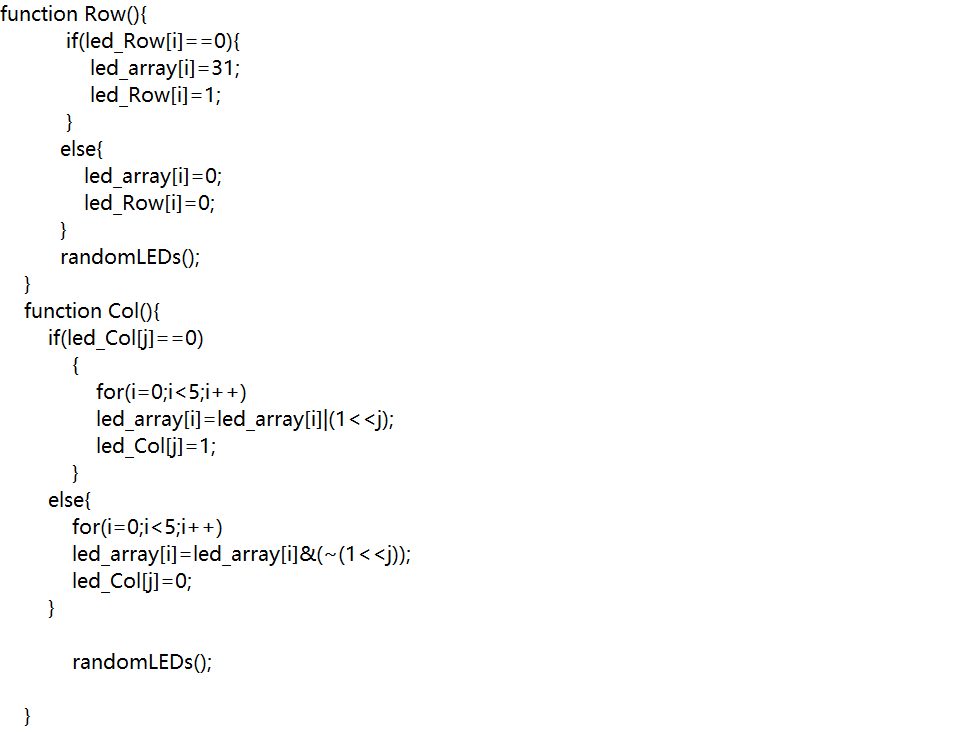 function Row(){
if(led_Row[i]==0){
led_array[i]=31;
led_Row[i]=1;
}
else{
led_array[i]=0;
led_Row[i]=0;
}
randomLEDs();
}
function Col(){
if(led_Col[j]==0)
{
for(i=0;i<5;i++)
led_array[i]=led_array[i]|(1<<j);
led_Col[j]=1;
}
else{
for(i=0;i<5;i++)
led_array[i]=led_array[i]&(~(1<<j));
led_Col[j]=0;
}
randomLEDs();
}